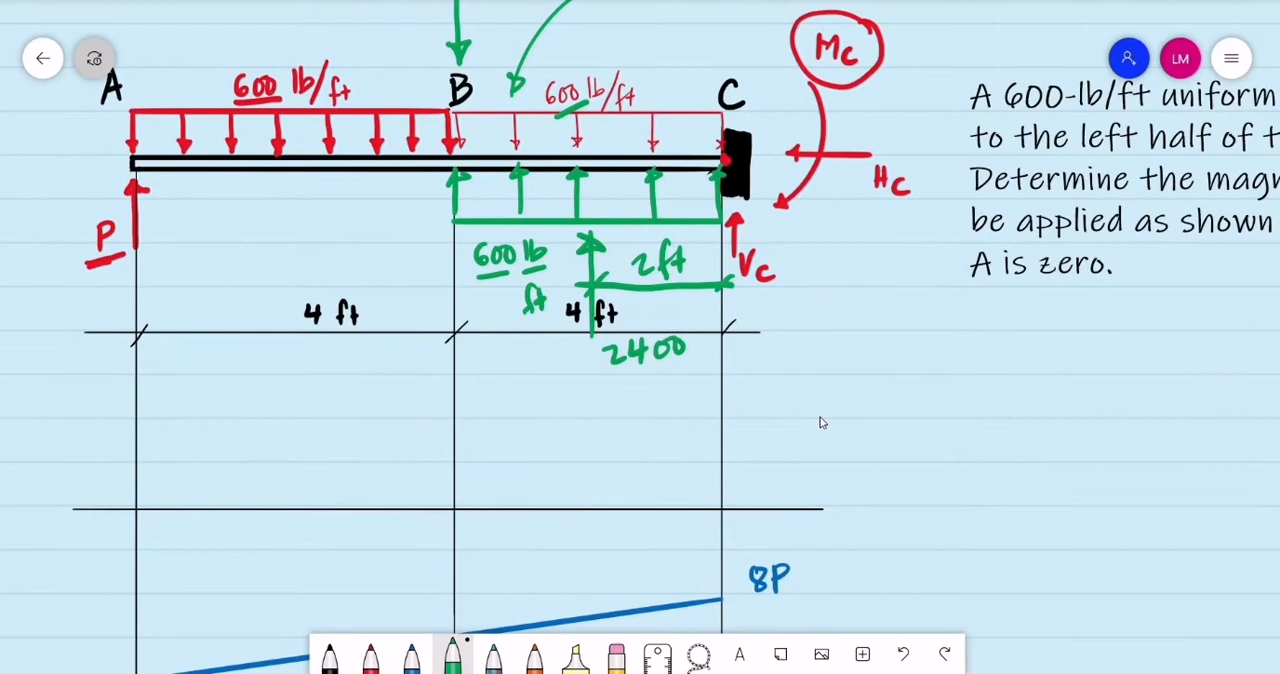 Mc
LM
A 600 lb/ft B 600 lb/ft C
A 600-lb/ft uniform
to the left half of t
Hc
Determine the magn
P
600 lb
ft
2 ft
Vc
be applied as shown
A is zero.
4 ft
4 ft
2400
8P
A